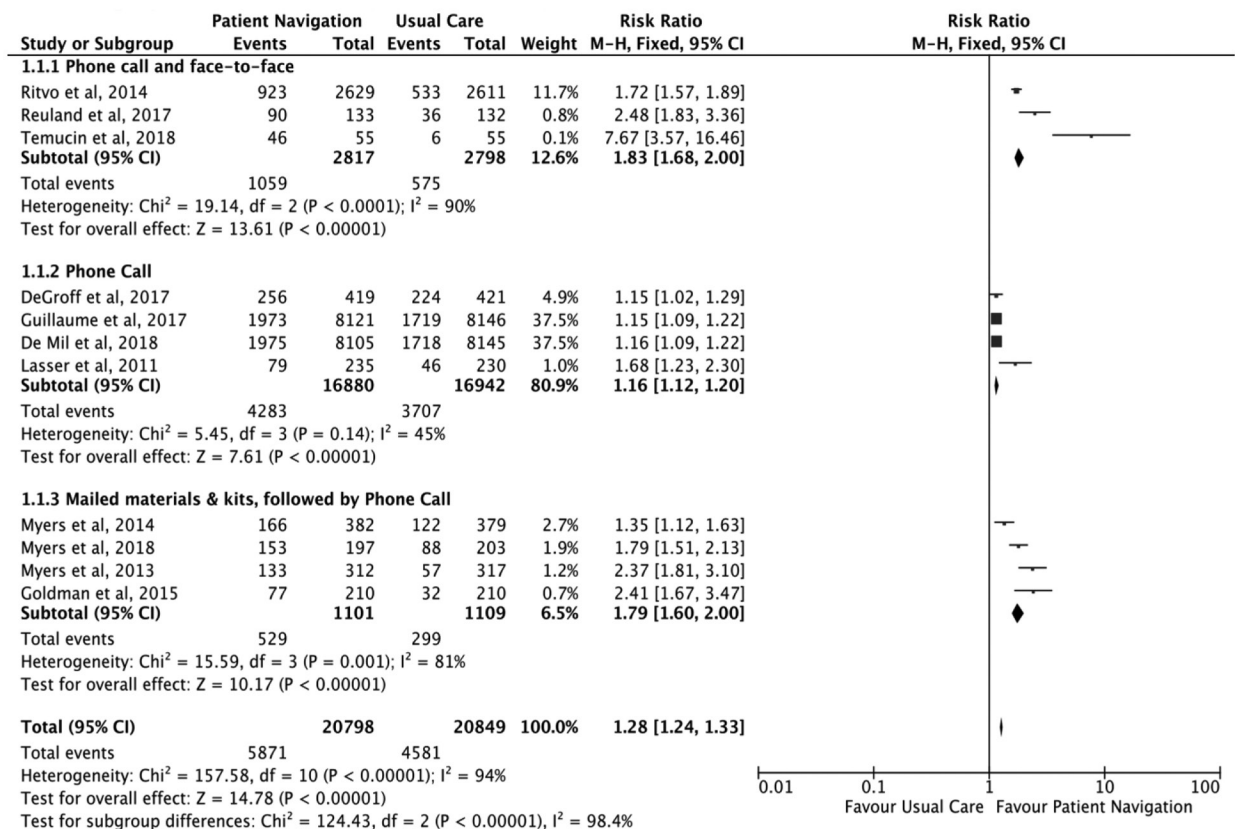 Patient Navigation Usual Care Risk Ratio Risk Ratio
Study or Subgroup Events Total Events Total Weight M-H, Fixed, 95% CI M-H, Fixed, 95% CI
1.1.1 Phone call and face-to-face
Ritvo et al, 2014 923 2629 533 2611 11.7% 1.72 [1.57, 1.89]
Reuland et al, 2017 90 133 36 132 0.8% 2.48 [1.83, 3.36]
Temucin et al, 2018 46 55 6 55 0.1% 7.67 [3.57, 16.46]
Subtotal (95% CI) 2817 2798 12.6% 1.83 [1.68, 2.00]
Total events 1059 575
Heterogeneity: Chi² = 19.14, df = 2 (P < 0.0001); I² = 90%
Test for overall effect: Z = 13.61 (P < 0.00001)
1.1.2 Phone Call
DeGroff et al, 2017 256 419 224 421 4.9% 1.15 [1.02, 1.29]
Guillaume et al, 2017 1973 8121 1719 8146 37.5% 1.15 [1.09, 1.22]
De Mil et al, 2018 1975 8105 1718 8145 37.5% 1.16 [1.09, 1.22]
Lasser et al, 2011 79 235 46 230 1.0% 1.68 [1.23, 2.30]
Subtotal (95% CI) 16880 16942 80.9% 1.16 [1.12, 1.20]
Total events 4283 3707
Heterogeneity: Chi² = 5.45, df = 3 (P = 0.14); I² = 45%
Test for overall effect: Z = 7.61 (P < 0.00001)
1.1.3 Mailed materials & kits, followed by Phone Call
Myers et al, 2014 166 382 122 379 2.7% 1.35 [1.12, 1.63]
Myers et al, 2018 153 197 88 203 1.9% 1.79 [1.51, 2.13]
Myers et al, 2013 133 312 57 317 1.2% 2.37 [1.81, 3.10]
Goldman et al, 2015 77 210 32 210 0.7% 2.41 [1.67, 3.47]
Subtotal (95% CI) 1101 1109 6.5% 1.79 [1.60, 2.00]
Total events 529 299
Heterogeneity: Chi² = 15.59, df = 3 (P = 0.001); I² = 81%
Test for overall effect: Z = 10.17 (P < 0.00001)
Total (95% CI) 20798 20849 100.0% 1.28 [1.24, 1.33]
Total events 5871 4581
Heterogeneity: Chi² = 157.58, df = 10 (P < 0.00001); I² = 94%
Test for overall effect: Z = 14.78 (P < 0.00001)
Test for subgroup differences: Chi² = 124.43, df = 2 (P < 0.00001), I² = 98.4%
0.01 0.1 1 10 100
Favour Usual Care Favour Patient Navigation